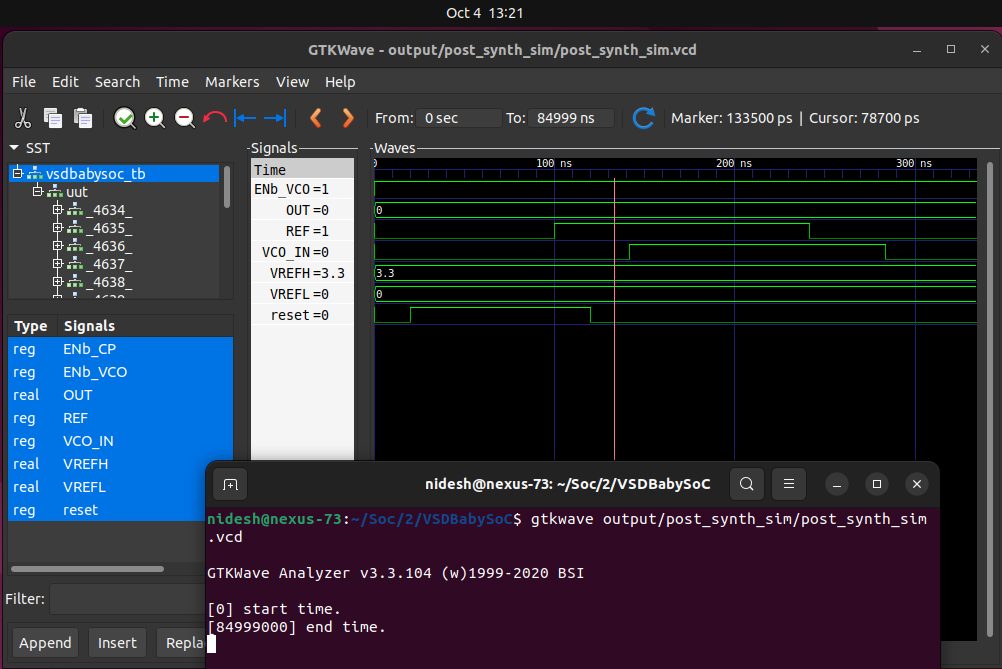 Oct 4 13:21
GTKWave - output/post_synth_sim/post_synth_sim.vcd
File Edit Search Time Markers View Help
From: 0 sec To: 84999 ns Marker: 133500 ps | Cursor: 78700 ps
SST
vsdbabysoc_tb
uut
_4634_
_4635_
_4636_
_4637_
_4638_
Type Signals
reg ENb_CP
reg ENb_VCO
real OUT
reg REF
reg VCO_IN
real VREFH
real VREFL
reg reset
Filter:
Append Insert Repla
Signals
Time
ENb_VCO=1
OUT=0
REF=1
VCO_IN=0
VREFH=3.3
VREFL=0
reset=0
Waves
0 100 ns 200 ns 300 ns
0
3.3
0
nidesh@nexus-73: ~/Soc/2/VSDBabySoC
nidesh@nexus-73:~/Soc/2/VSDBabySoC$ gtkwave output/post_synth_sim/post_synth_sim
.vcd
GTKWave Analyzer v3.3.104 (w)1999-2020 BSI
[0] start time.
[84999000] end time.